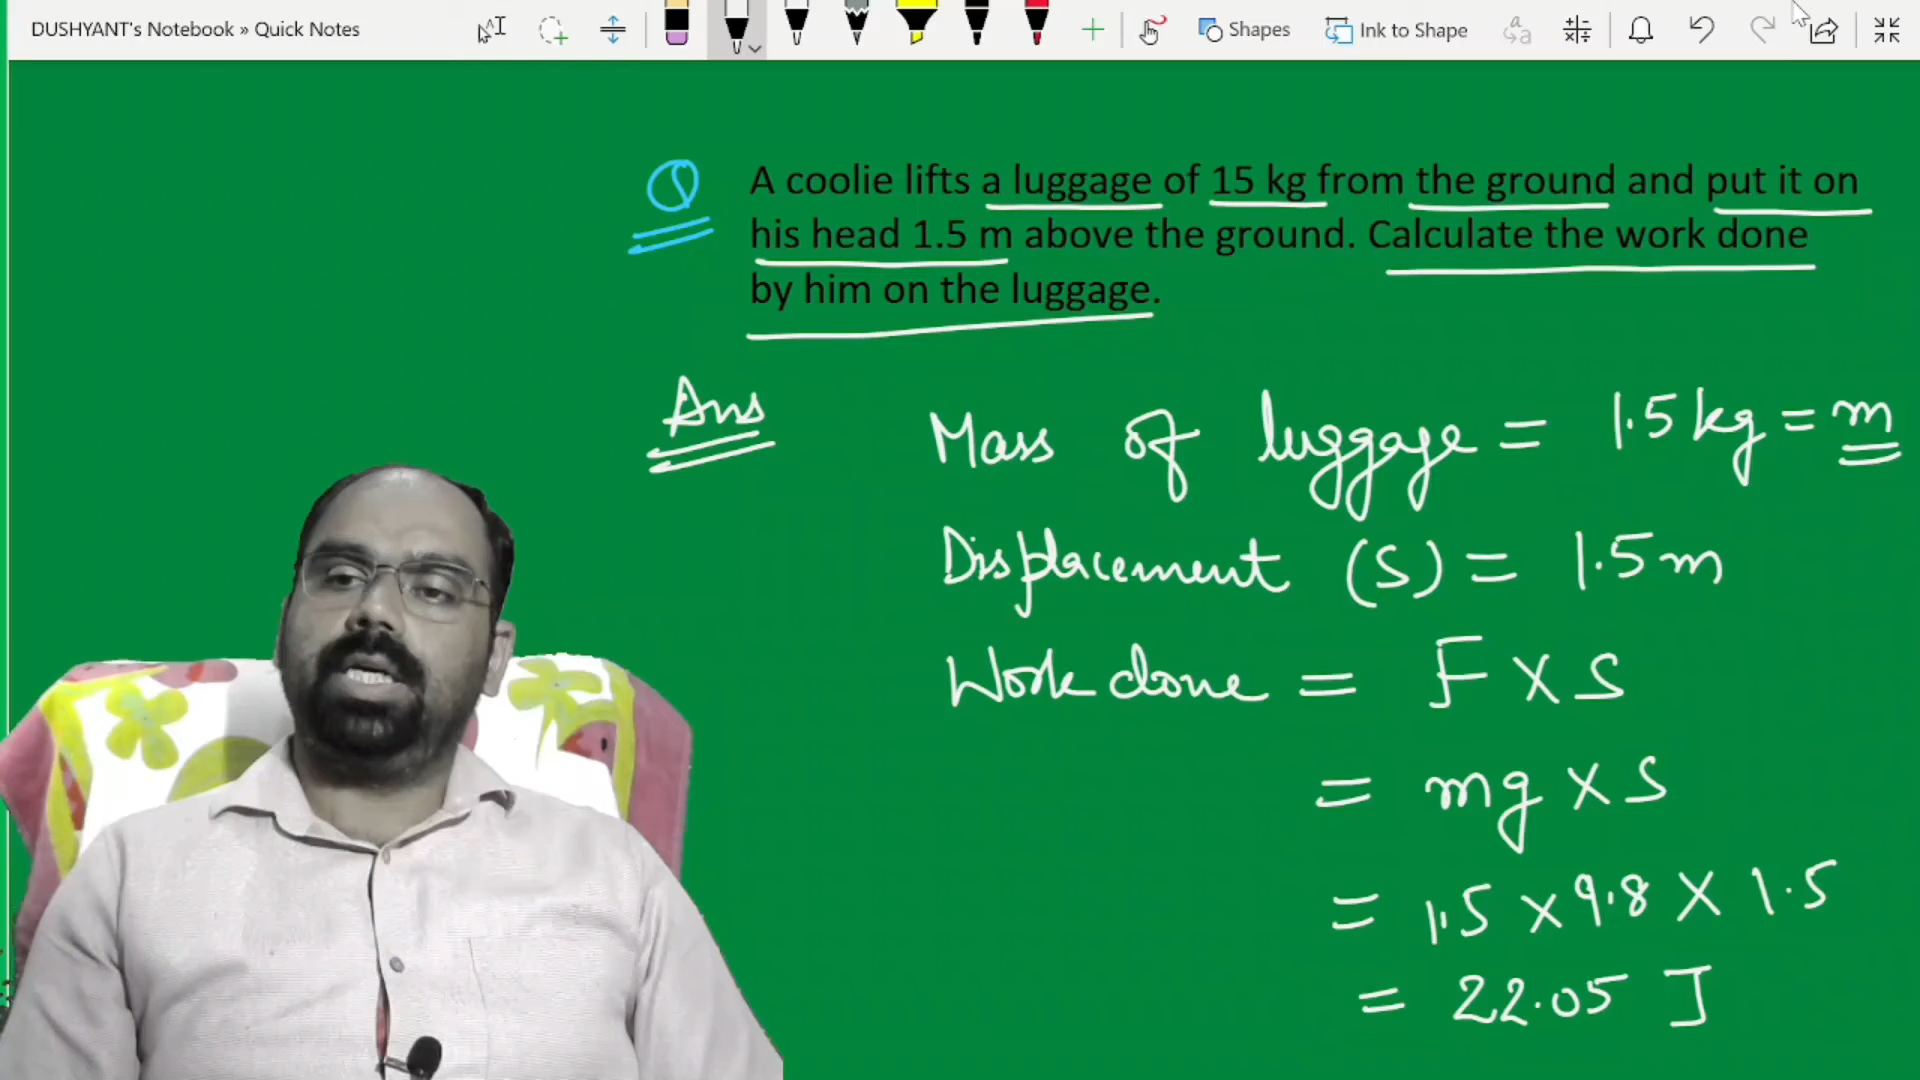 DUSHYANT's Notebook » Quick Notes
Shapes
Ink to Shape
Q A coolie lifts a luggage of 15 kg from the ground and put it on
his head 1.5 m above the ground. Calculate the work done
by him on the luggage.
Ans Mass of luggage = 1.5 kg = m
Displacement (S) = 1.5 m
Work done = F × S
= mg × S
= 1.5 × 9.8 × 1.5
= 22.05 J